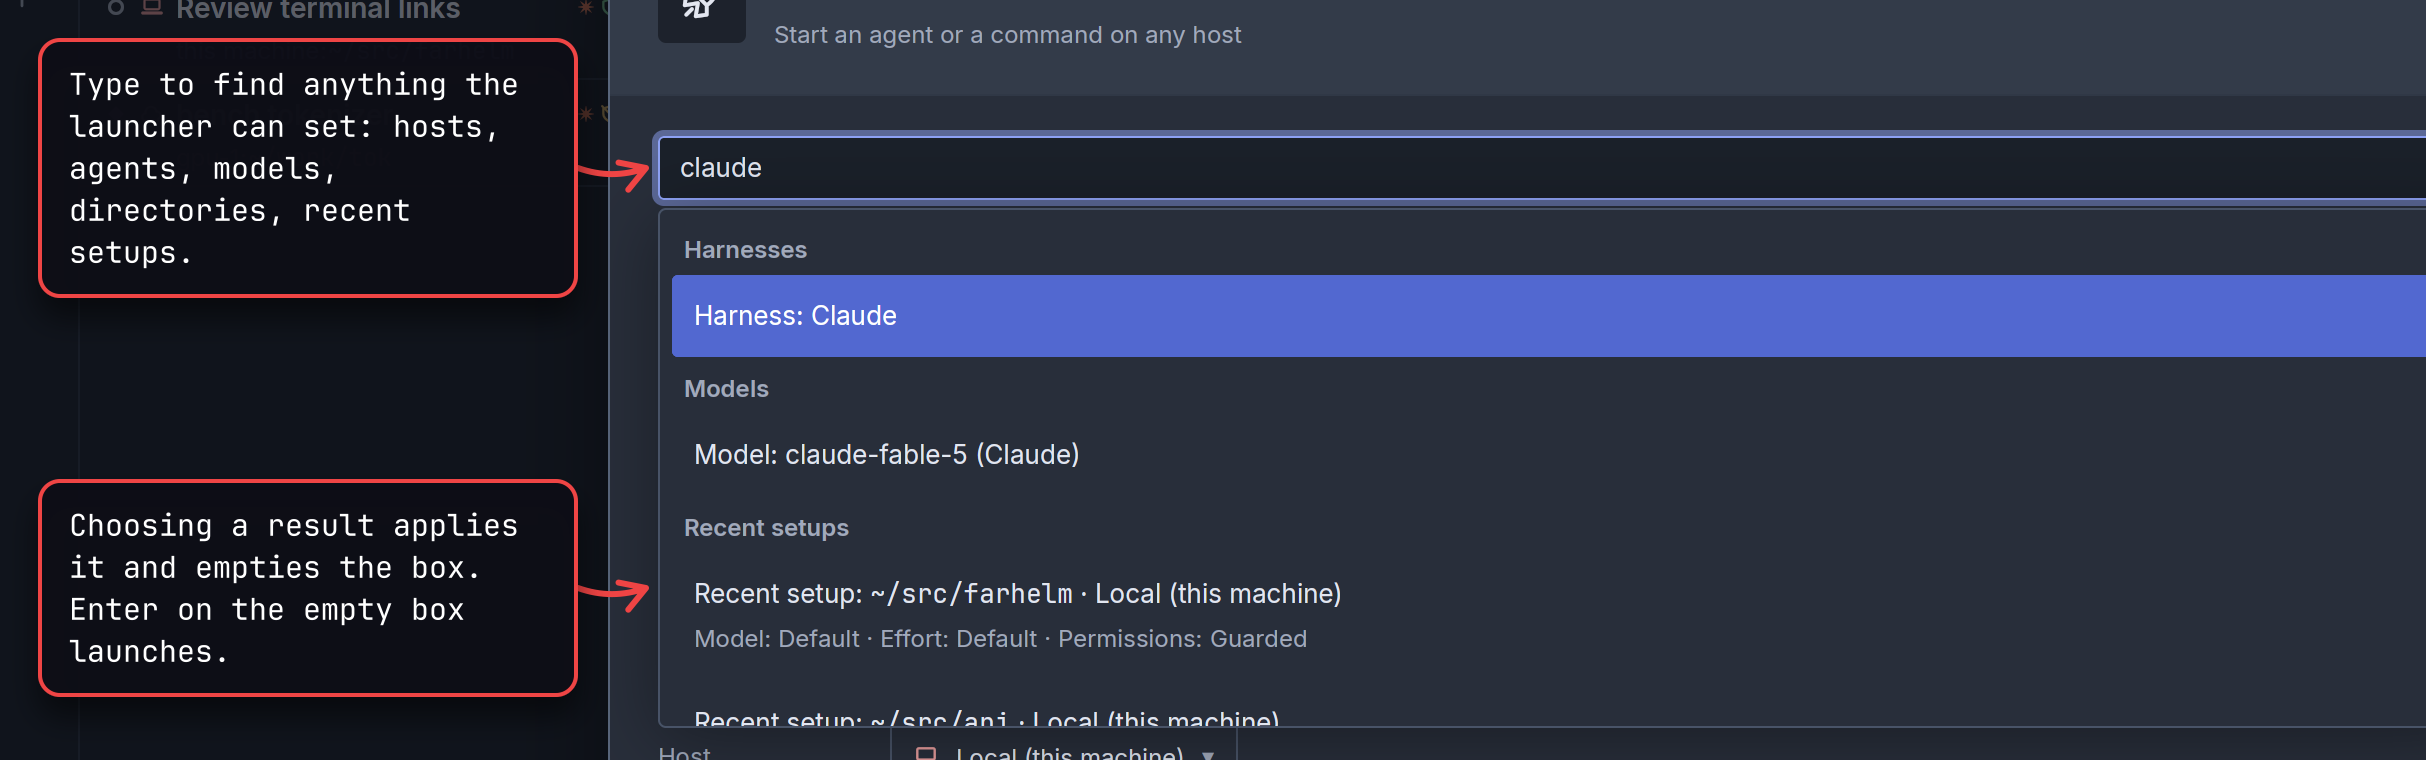 Review terminal links
Start an agent or a command on any host
Type to find anything the
launcher can set: hosts,
agents, models,
directories, recent
setups.
claude
Harnesses
Harness: Claude
Models
Model: claude-fable-5 (Claude)
Recent setups
Choosing a result applies
it and empties the box.
Enter on the empty box
launches.
Recent setup: ~/src/farhelm · Local (this machine)
Model: Default · Effort: Default · Permissions: Guarded
Recent setup: ~/src/ani · Local (this machine)
Host
Local (this machine) ▾